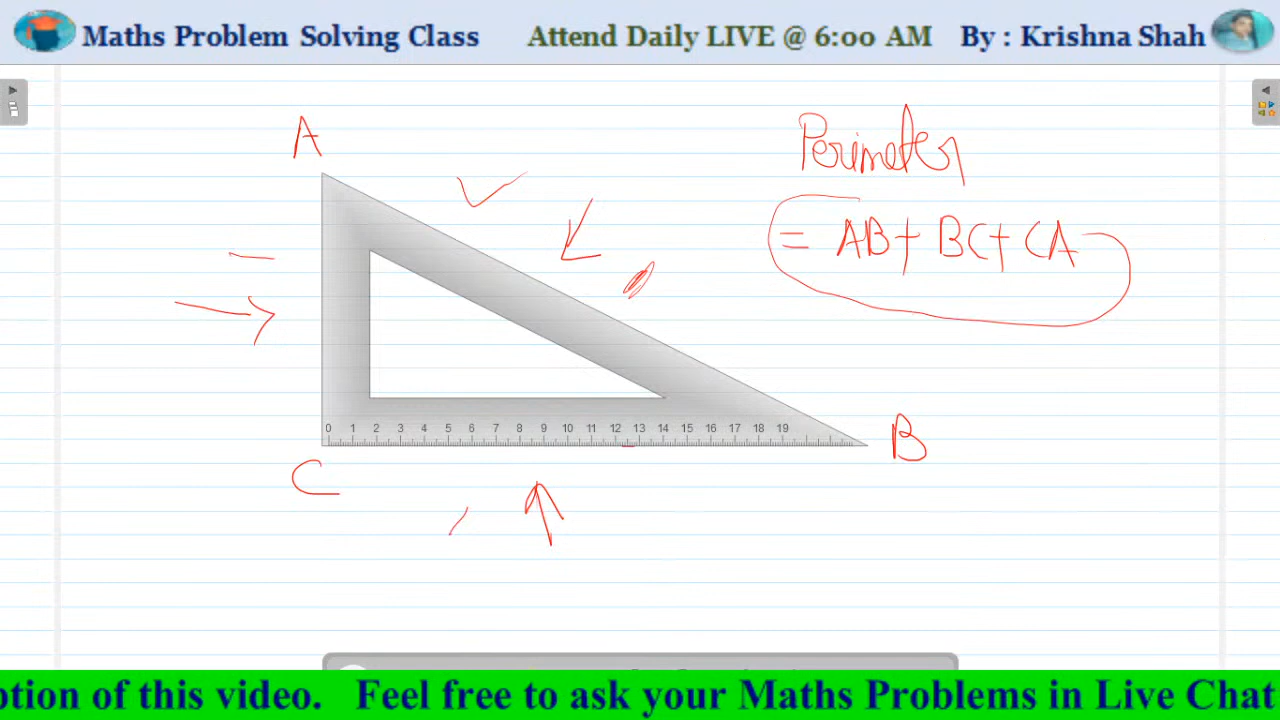 Maths Problem Solving Class Attend Daily LIVE @ 6:00 AM By : Krishna Shah
A
Perimeter
= AB + BC + CA
0 1 2 3 4 5 6 7 8 9 10 11 12 13 14 15 16 17 18 19
B
C
of this video. Feel free to ask your Maths Problems in Live Chat